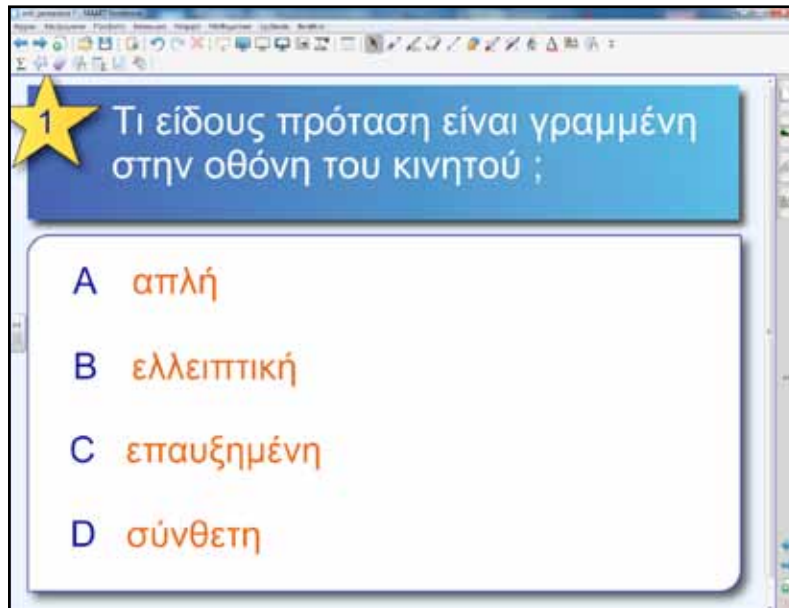 1
Τι είδους πρόταση είναι γραμμένη
στην οθόνη του κινητού ;
A απλή
B ελλειπτική
C επαυξημένη
D σύνθετη